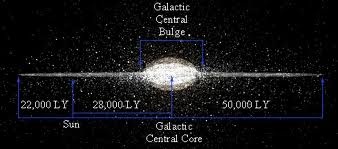 Galactic
Central
Bulge
22,000 LY
28,000 LY
50,000 LY
Sun
Galactic
Central Core